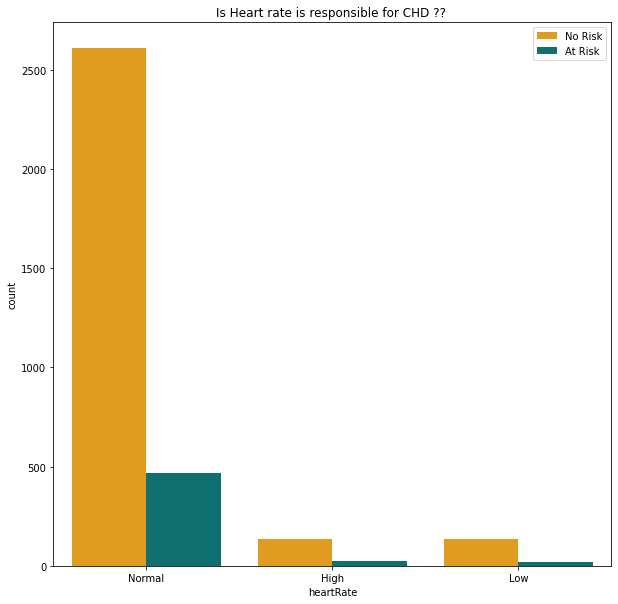 Is Heart rate is responsible for CHD ??
No Risk
At Risk
2500
2000
1500
1000
500
0
count
Normal
High
Low
heartRate